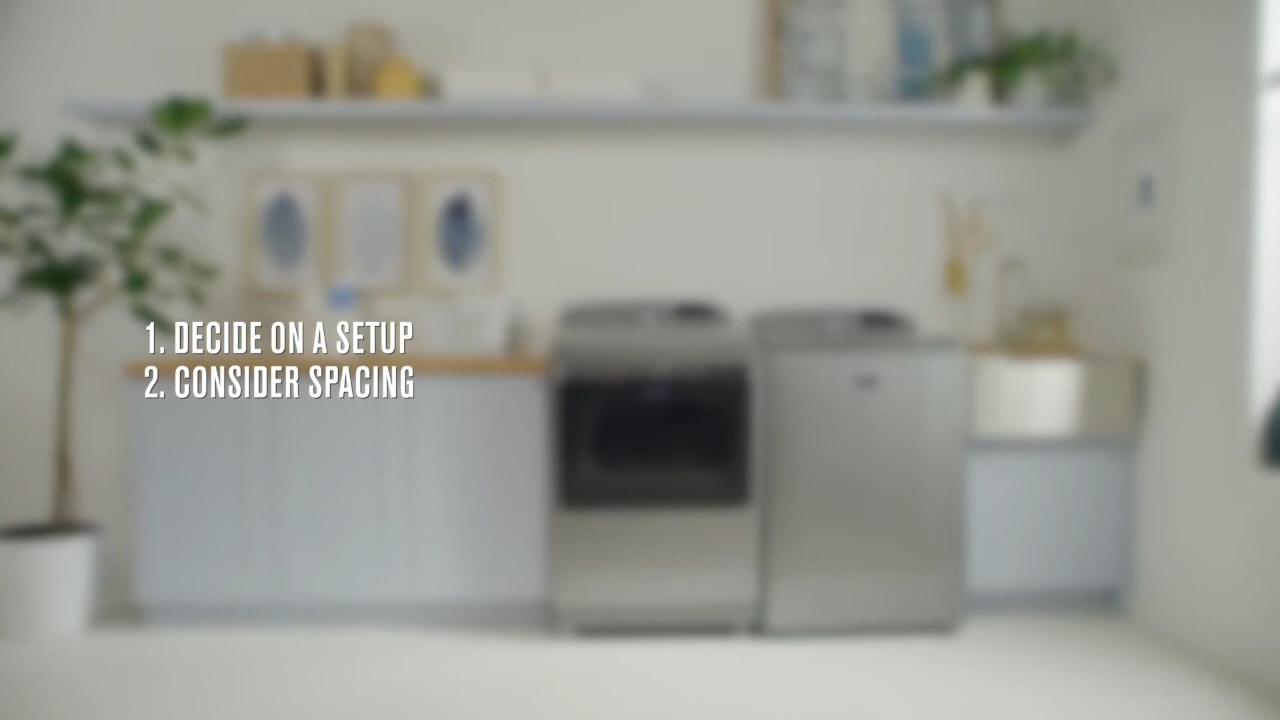 1. DECIDE ON A SETUP
2. CONSIDER SPACING